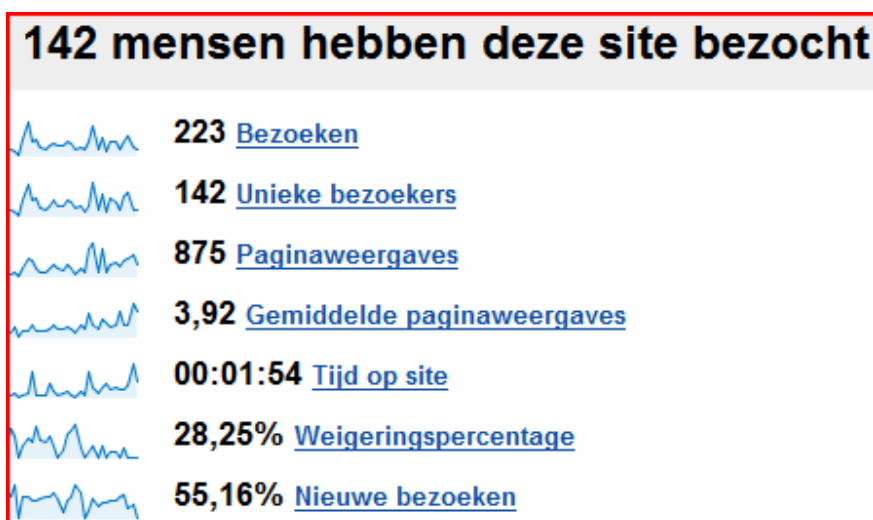 142 mensen hebben deze site bezocht
223 Bezoeken
142 Unieke bezoekers
875 Paginaweergaves
3,92 Gemiddelde paginaweergaves
00:01:54 Tijd op site
28,25% Weigeringspercentage
55,16% Nieuwe bezoeken